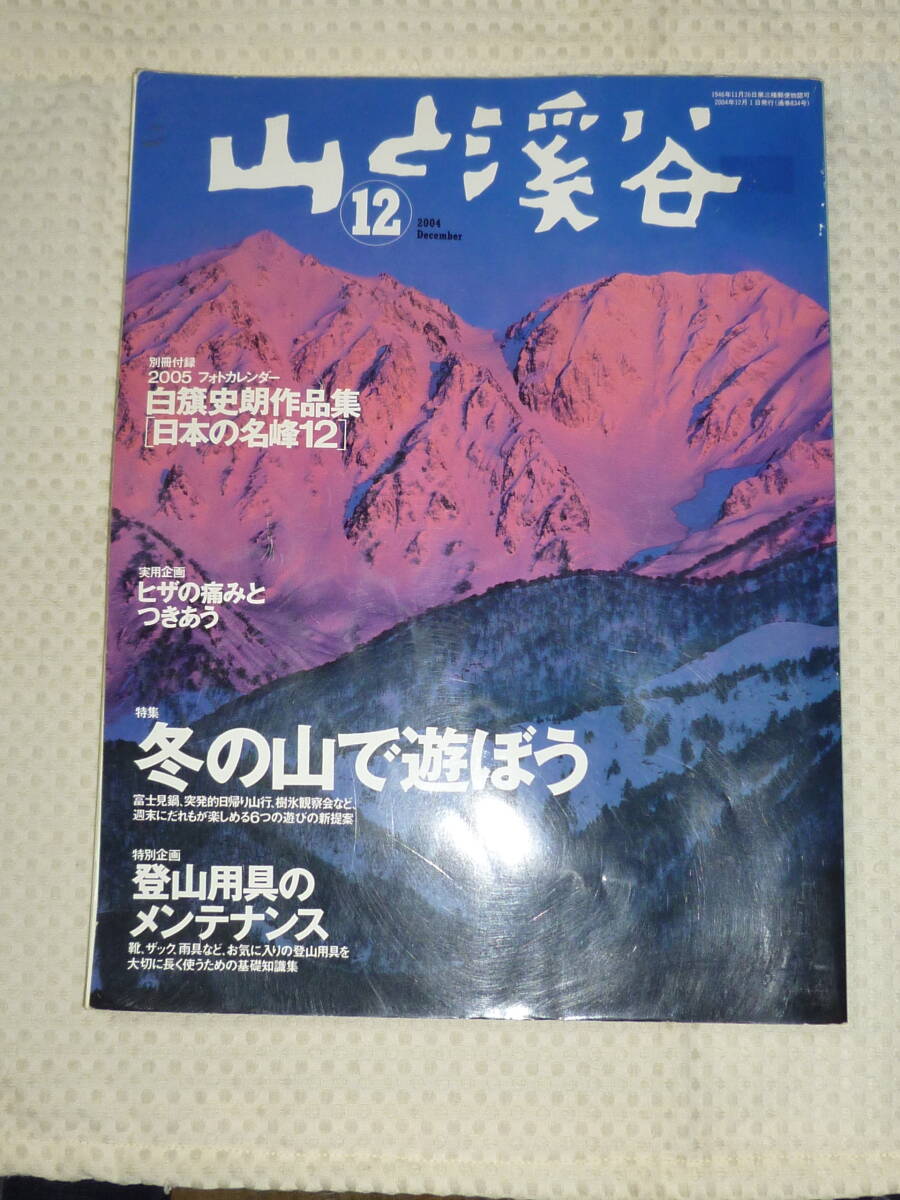 1946年11月26日第三種郵便物認可
2004年12月1日発行(通巻834号)
山と溪谷
12
2004
December
別冊付録
2005 フォトカレンダー
白籏史朗作品集
[日本の名峰12]
実用企画
ヒザの痛みと
つきあう
特集
冬の山で遊ぼう
富士見鍋、突発的日帰り山行、樹氷観察会など、
週末にだれもが楽しめる6つの遊びの新提案
特別企画
登山用具の
メンテナンス
靴、ザック、雨具など、お気に入りの登山用具を
大切に長く使うための基礎知識集